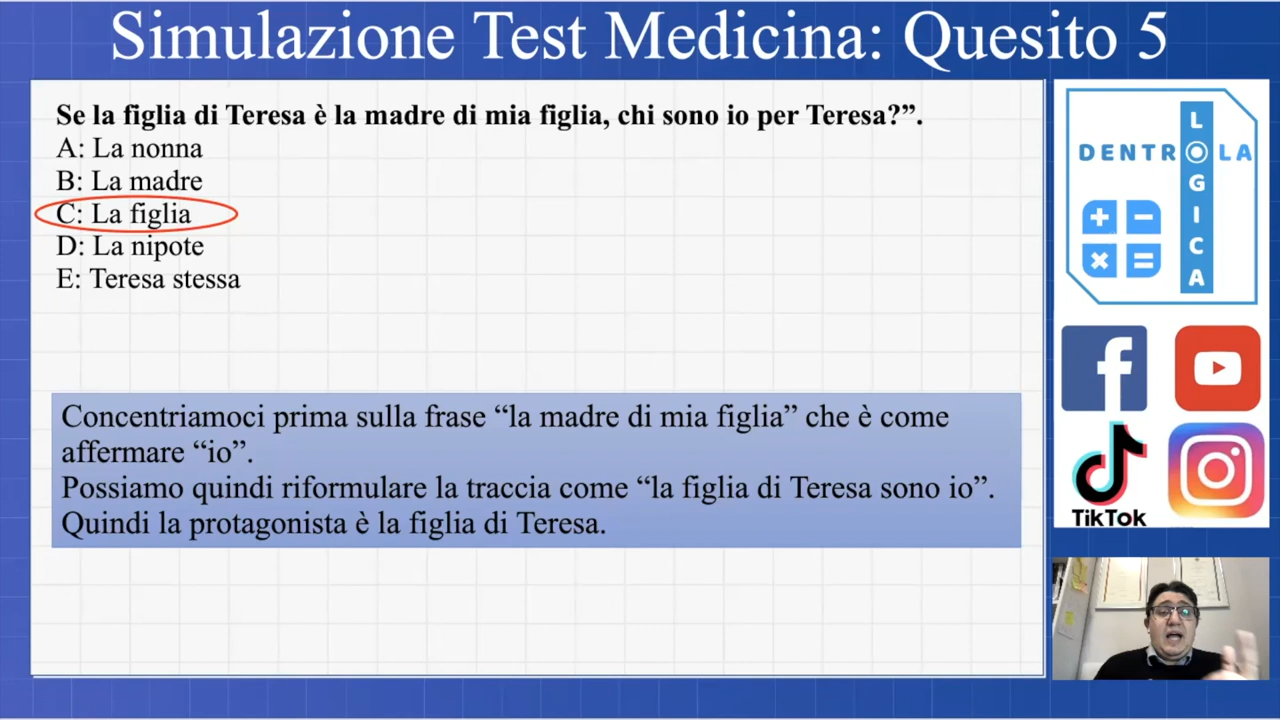 Simulazione Test Medicina: Quesito 5
Se la figlia di Teresa è la madre di mia figlia, chi sono io per Teresa?”.
A: La nonna
B: La madre
C: La figlia
D: La nipote
E: Teresa stessa
Concentriamoci prima sulla frase “la madre di mia figlia” che è come
affermare “io”.
Possiamo quindi riformulare la traccia come “la figlia di Teresa sono io”.
Quindi la protagonista è la figlia di Teresa.
DENTRO LA
LOGICA
TikTok